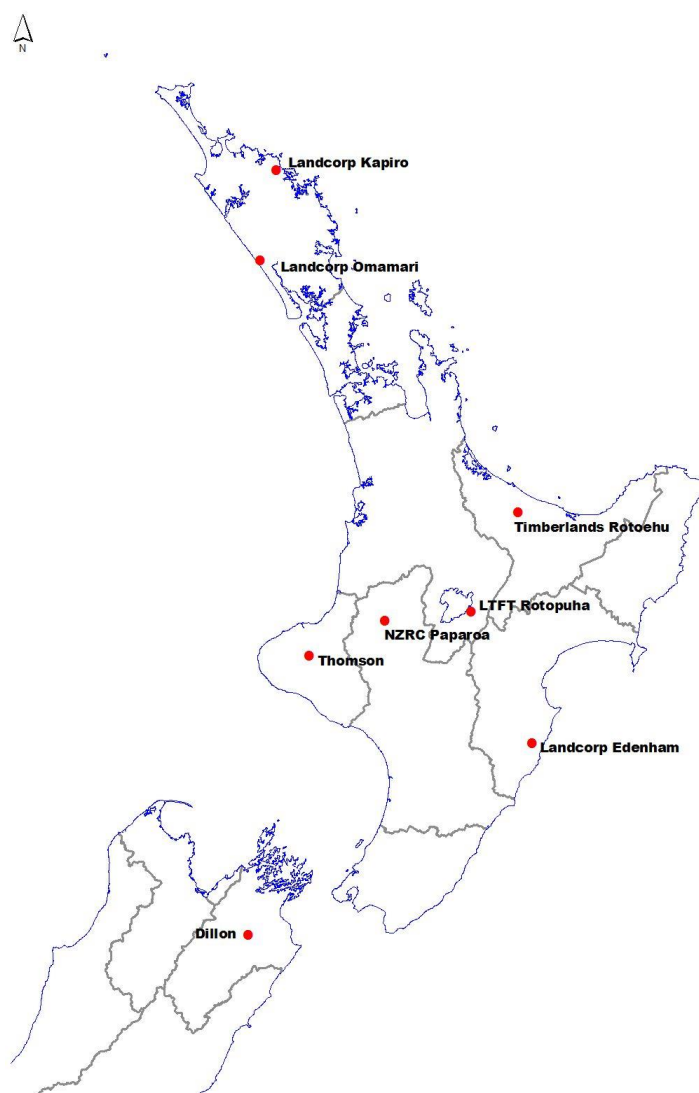 N
Landcorp Kapiro
Landcorp Omamari
Timberlands Rotoehu
LTFT Rotopuha
NZRC Paparoa
Thomson
Landcorp Edenham
Dillon